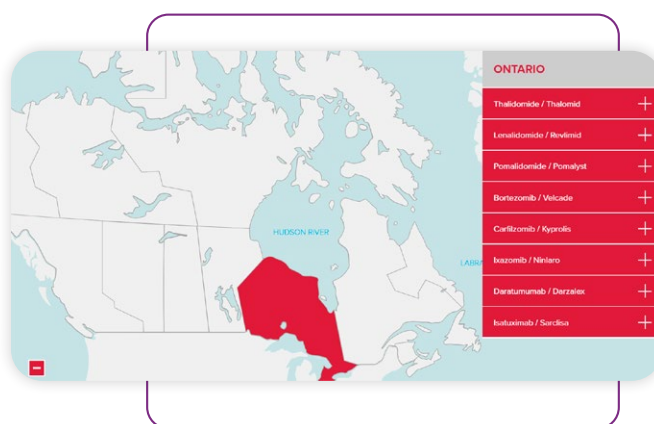 ONTARIO
Thalidomide / Thalomid
Lenalidomide / Revlimid
Pomalidomide / Pomalyst
Bortezomib / Velcade
Carfilzomib / Kyprolis
HUDSON RIVER
Ixazomib / Ninlaro
LABRA
Daratumumab / Darzalex
Isatuximab / Sarclisa